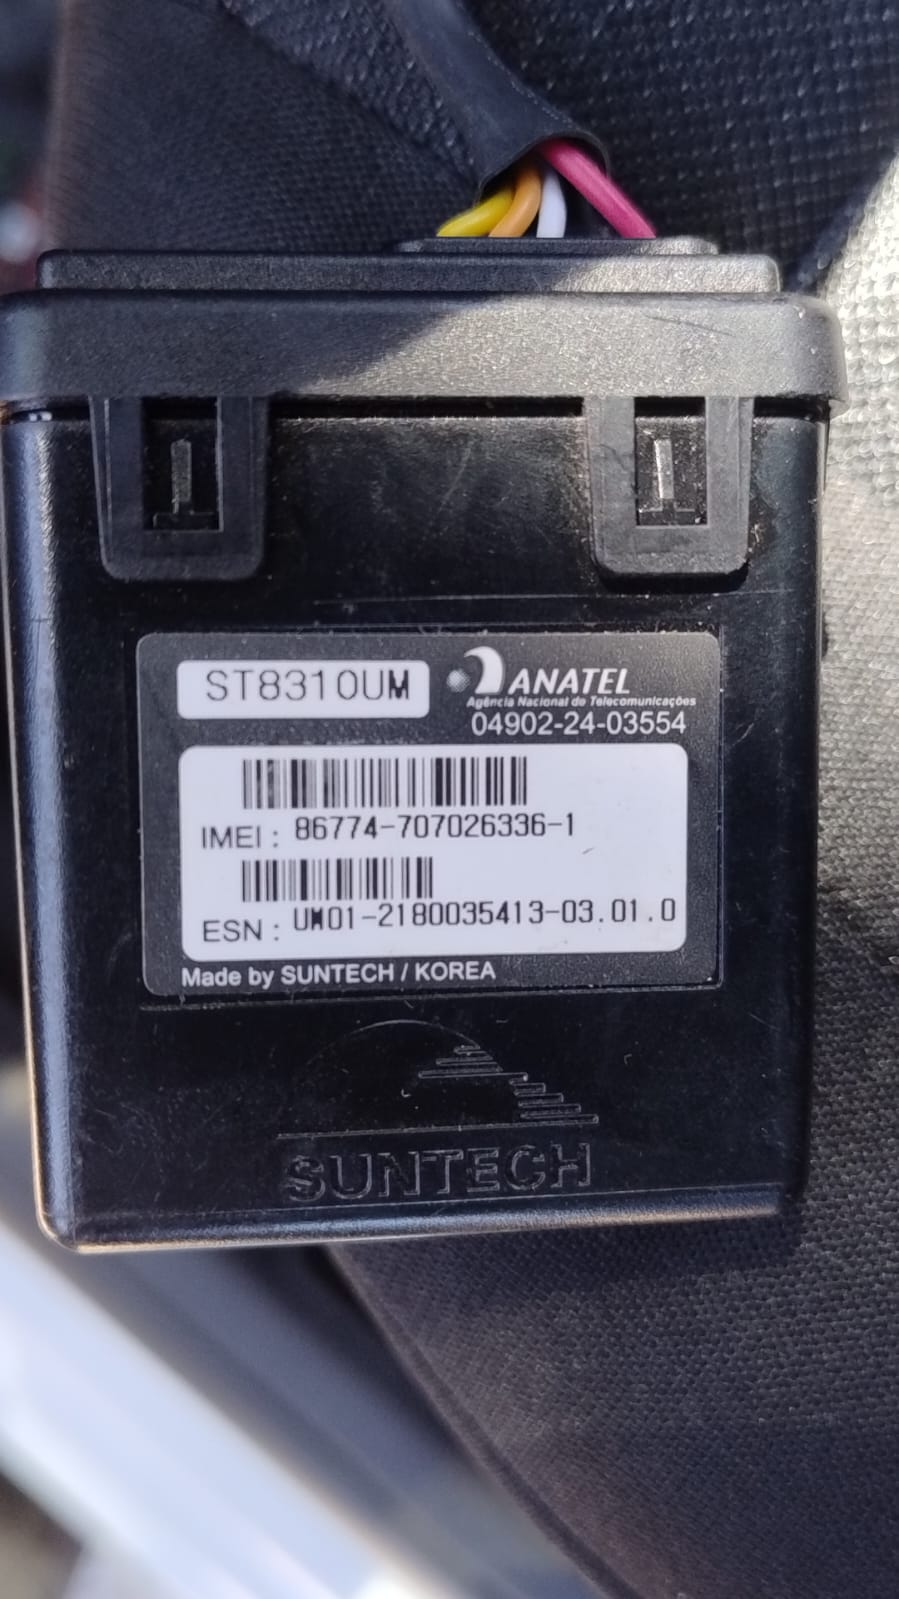 ST8310UM
ANATEL
Agência Nacional de Telecomunicações
04902-24-03554
IMEI : 86774-707026336-1
ESN : UW01-2180035413-03.01.0
Made by SUNTECH / KOREA
SUNTECH